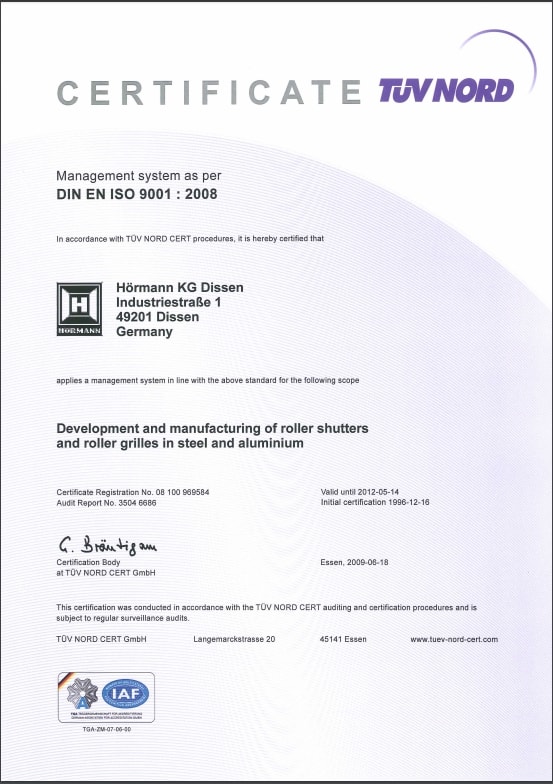 CERTIFICATE TÜV NORD
Management system as per
DIN EN ISO 9001 : 2008
In accordance with TÜV NORD CERT procedures, it is hereby certified that
H
HÖRMANN
Hörmann KG Dissen
Industriestraße 1
49201 Dissen
Germany
applies a management system in line with the above standard for the following scope
Development and manufacturing of roller shutters
and roller grilles in steel and aluminium
Certificate Registration No. 08 100 969584
Audit Report No. 3504 6686
Valid until 2012-05-14
Initial certification 1996-12-16
G. Bräutigam
Certification Body
at TÜV NORD CERT GmbH
Essen, 2009-06-18
This certification was conducted in accordance with the TÜV NORD CERT auditing and certification procedures and is
subject to regular surveillance audits.
TÜV NORD CERT GmbH Langemarckstrasse 20 45141 Essen www.tuev-nord-cert.com
IAF
TGA-ZM-07-06-00